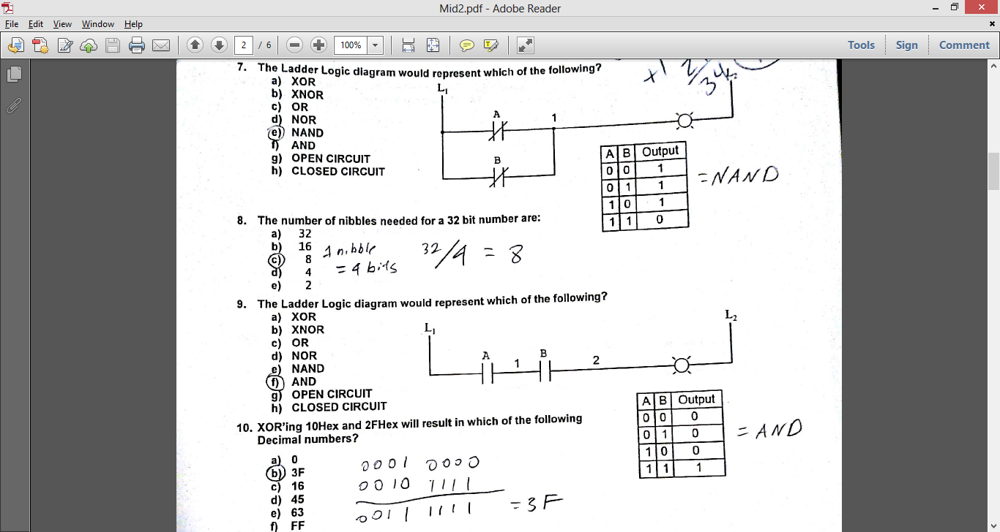 Mid2.pdf - Adobe Reader
File Edit View Window Help
2 / 6 100% Tools Sign Comment
7. The Ladder Logic diagram would represent which of the following?
a) XOR
b) XNOR
c) OR
d) NOR
e) NAND
f) AND
g) OPEN CIRCUIT
h) CLOSED CIRCUIT
L1
A
1
B
x1 2/34
A B Output
0 0 1
0 1 1
1 0 1
1 1 0
= NAND
8. The number of nibbles needed for a 32 bit number are:
a) 32
b) 16
c) 8
d) 4
e) 2
1 nibble
= 4 bits
32/4 = 8
9. The Ladder Logic diagram would represent which of the following?
a) XOR
b) XNOR
c) OR
d) NOR
e) NAND
f) AND
g) OPEN CIRCUIT
h) CLOSED CIRCUIT
L1
A
1
B
2
L2
A B Output
0 0 0
0 1 0
1 0 0
1 1 1
= AND
10. XOR'ing 10Hex and 2FHex will result in which of the following
Decimal numbers?
a) 0
b) 3F
c) 16
d) 45
e) 63
f) FF
0001 0000
0010 1111
0011 1111 = 3F